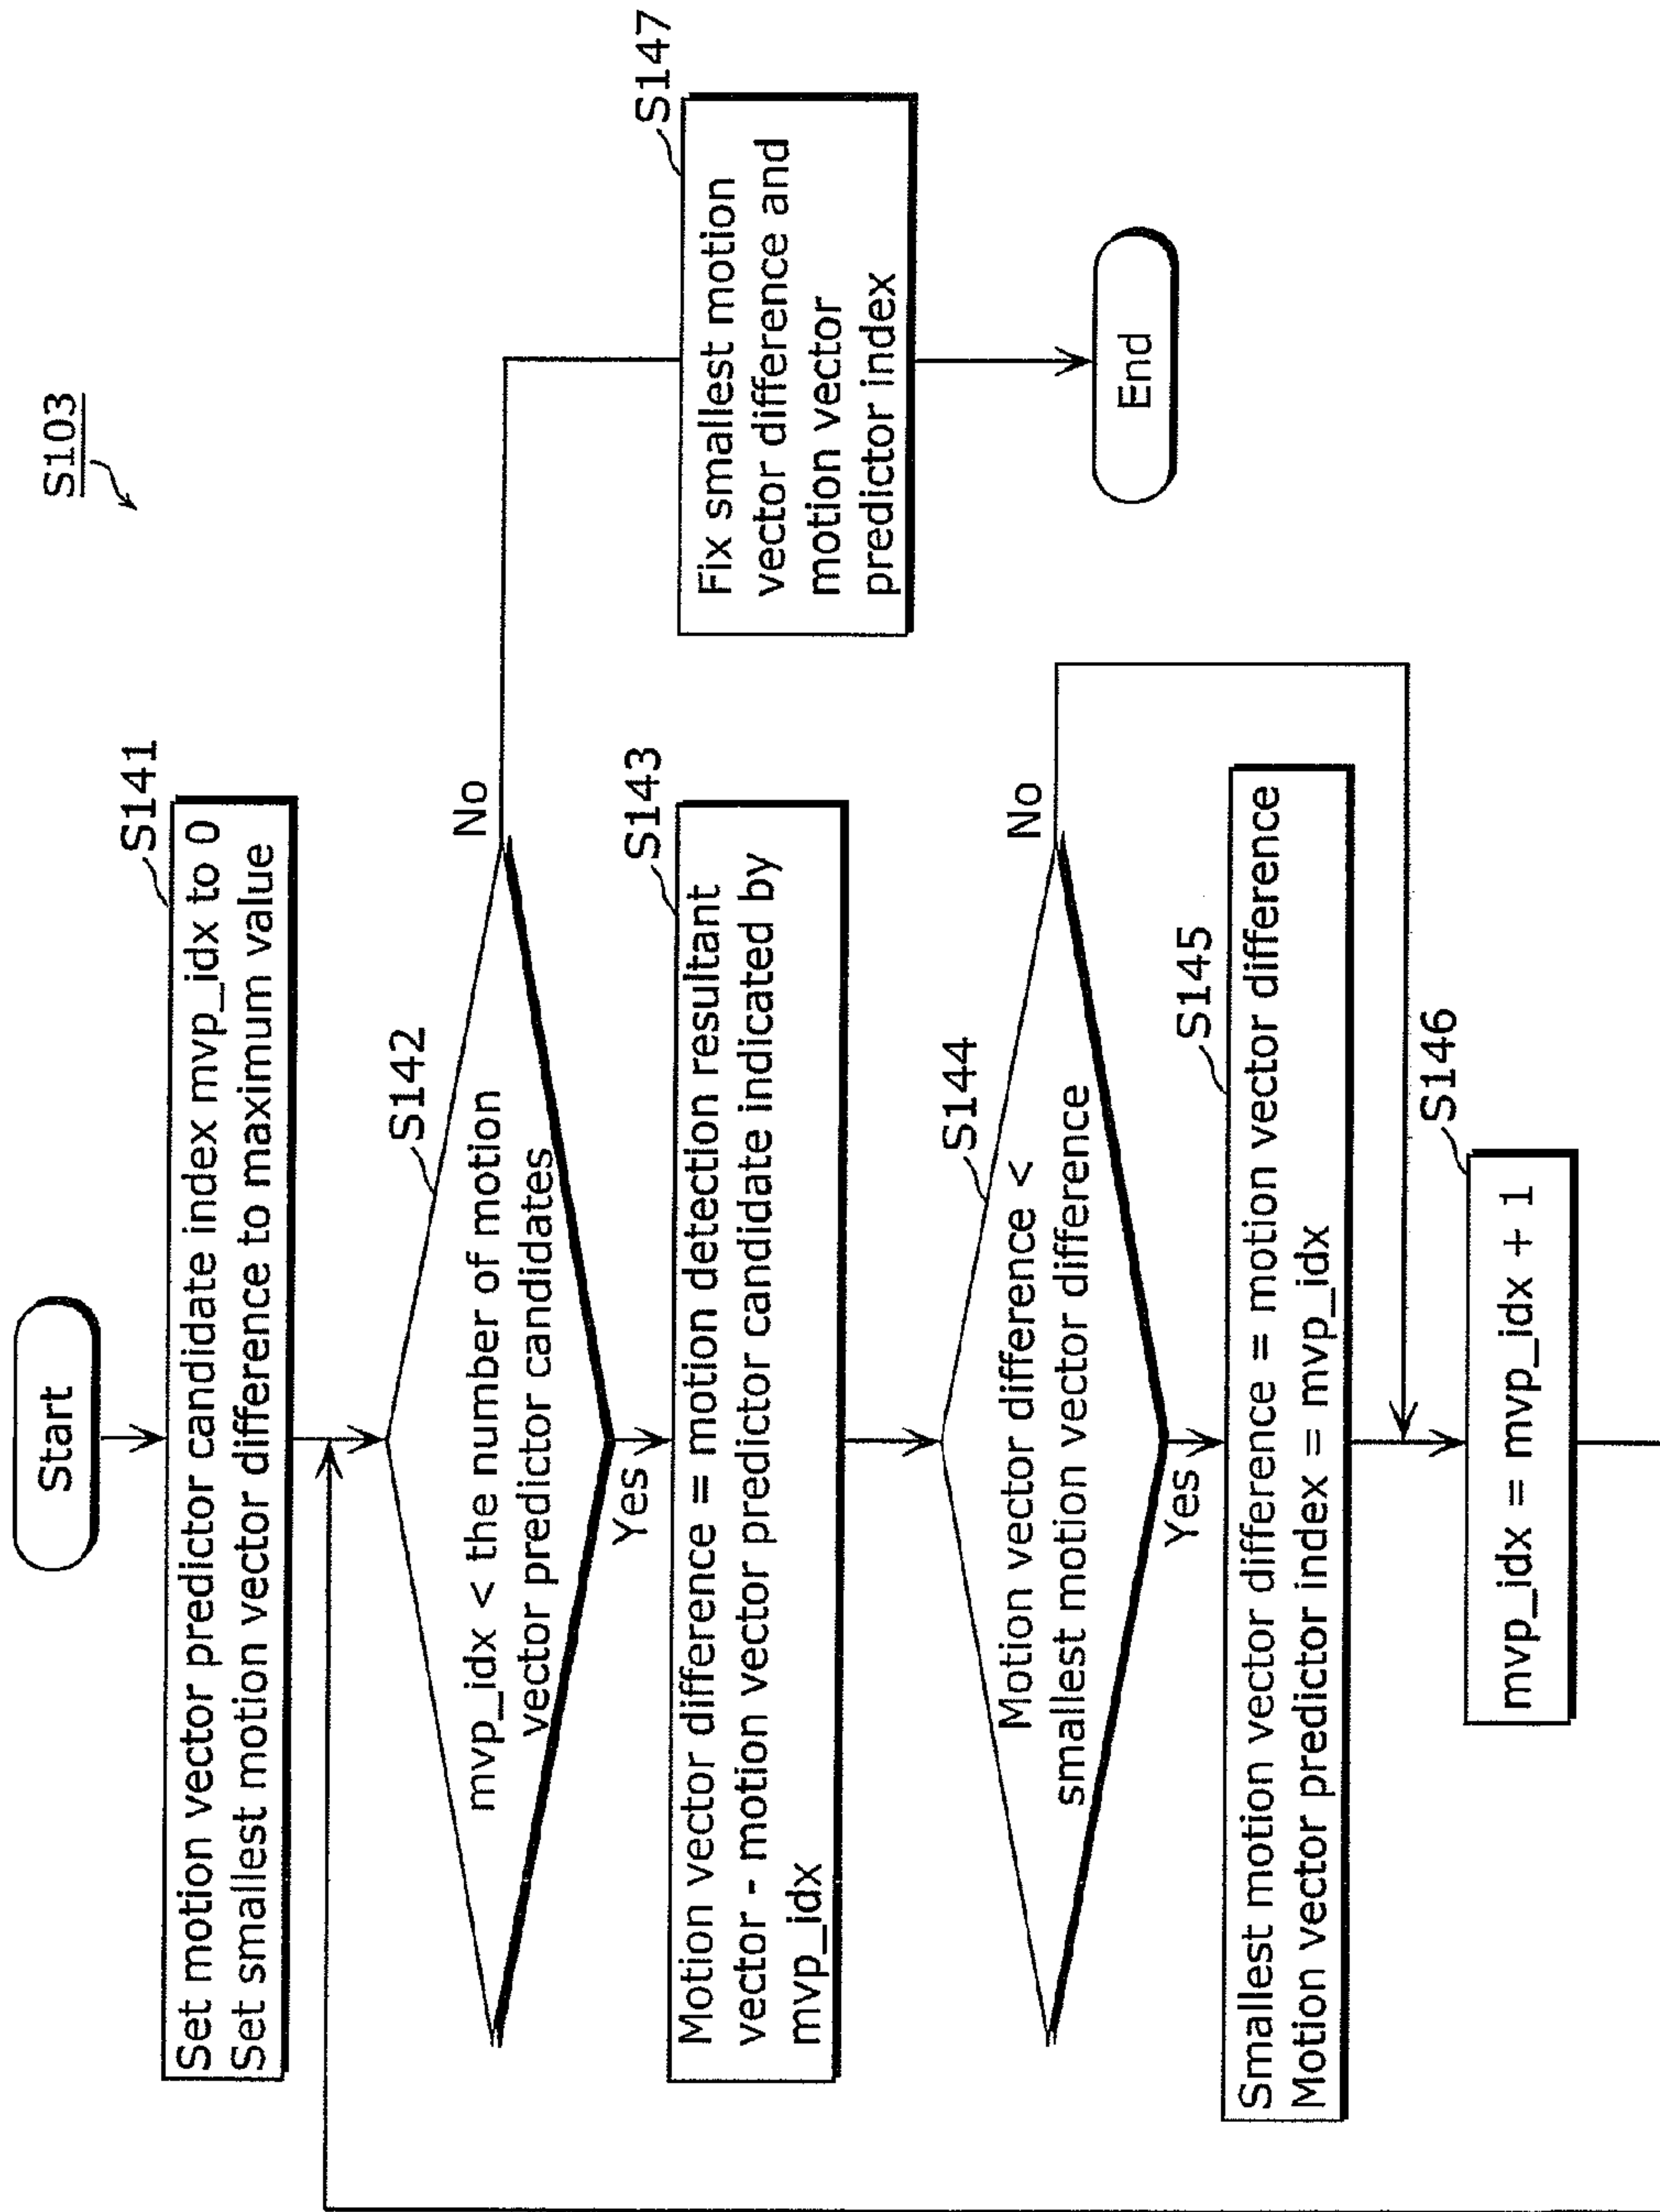 S103
Start
S141
Set motion vector predictor candidate index mvp_idx to 0
Set smallest motion vector difference to maximum value
S142
mvp_idx < the number of motion
vector predictor candidates
No
Yes
S143
Motion vector difference = motion detection resultant
vector - motion vector predictor candidate indicated by
mvp_idx
S144
Motion vector difference <
smallest motion vector difference
No
Yes
S145
Smallest motion vector difference = motion vector difference
Motion vector predictor index = mvp_idx
S146
mvp_idx = mvp_idx + 1
S147
Fix smallest motion
vector difference and
motion vector
predictor index
End